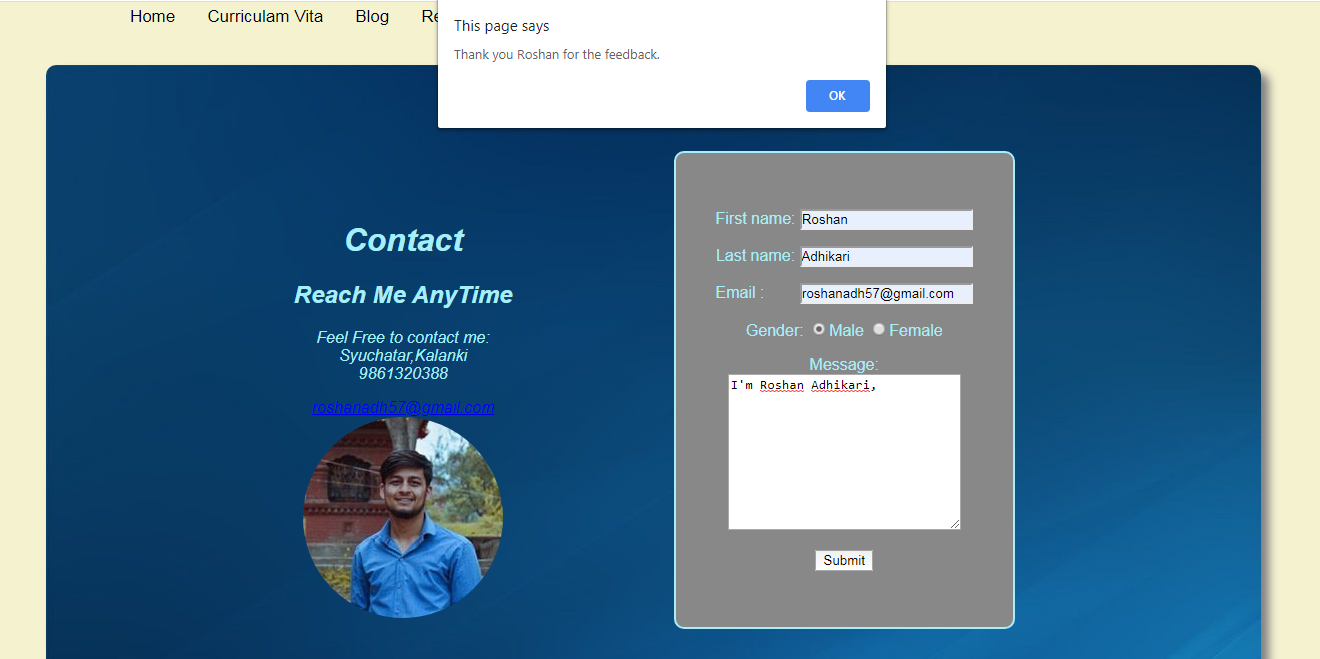 Home Curriculam Vita Blog
This page says
Thank you Roshan for the feedback.
OK
Contact
Reach Me AnyTime
Feel Free to contact me:
Syuchatar,Kalanki
9861320388
roshanadh57@gmail.com
First name: Roshan
Last name: Adhikari
Email : roshanadh57@gmail.com
Gender: Male Female
Message:
I'm Roshan Adhikari,
Submit